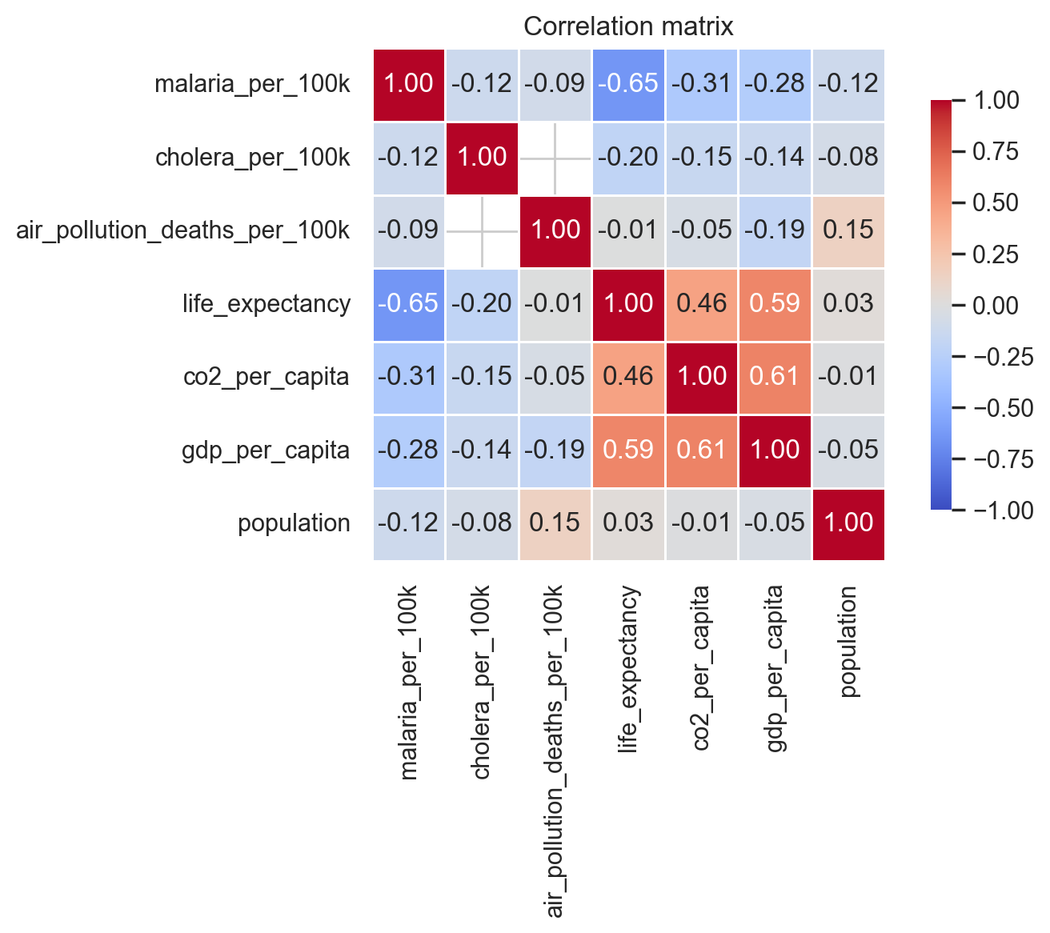 Correlation matrix
malaria_per_100k 1.00 -0.12 -0.09 -0.65 -0.31 -0.28 -0.12
cholera_per_100k -0.12 1.00 -0.20 -0.15 -0.14 -0.08
air_pollution_deaths_per_100k -0.09 1.00 -0.01 -0.05 -0.19 0.15
life_expectancy -0.65 -0.20 -0.01 1.00 0.46 0.59 0.03
co2_per_capita -0.31 -0.15 -0.05 0.46 1.00 0.61 -0.01
gdp_per_capita -0.28 -0.14 -0.19 0.59 0.61 1.00 -0.05
population -0.12 -0.08 0.15 0.03 -0.01 -0.05 1.00
malaria_per_100k
cholera_per_100k
air_pollution_deaths_per_100k
life_expectancy
co2_per_capita
gdp_per_capita
population
1.00
0.75
0.50
0.25
0.00
−0.25
−0.50
−0.75
−1.00